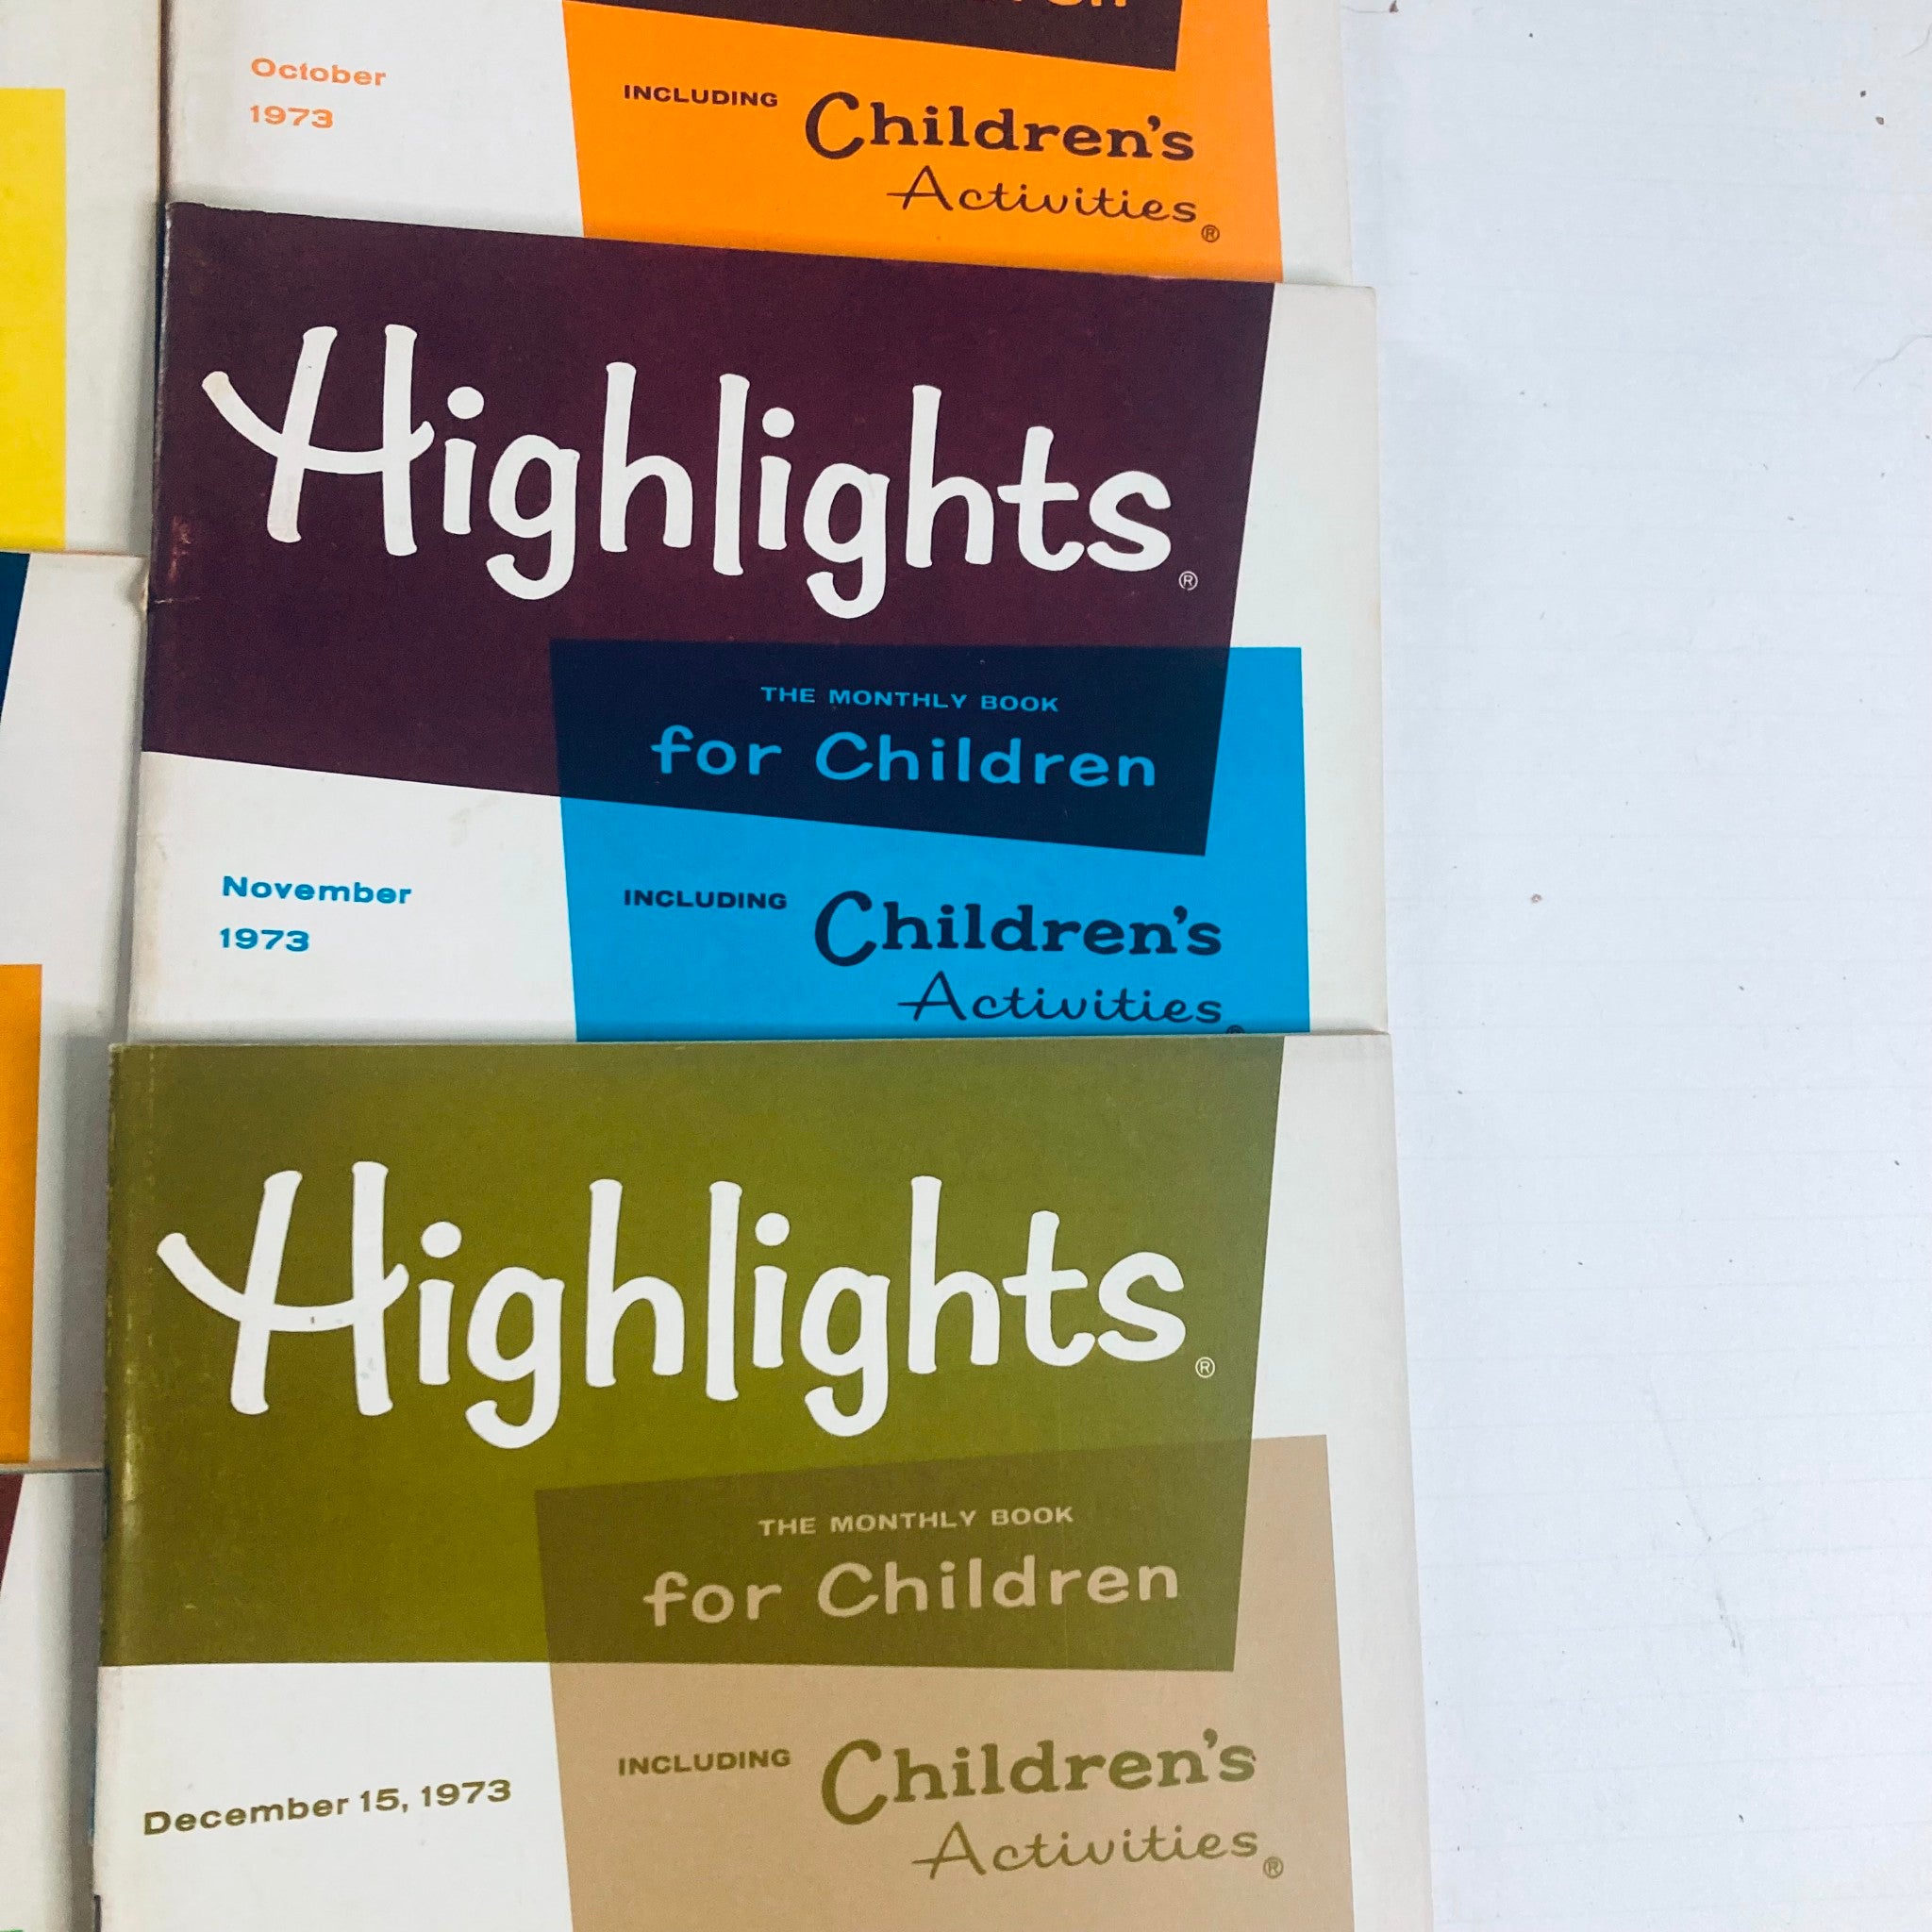 October
1973
INCLUDING Children's
Activities®
Highlights®
THE MONTHLY BOOK
for Children
November
1973
INCLUDING Children's
Activities
Highlights®
THE MONTHLY BOOK
for Children
December 15, 1973
INCLUDING Children's
Activities®